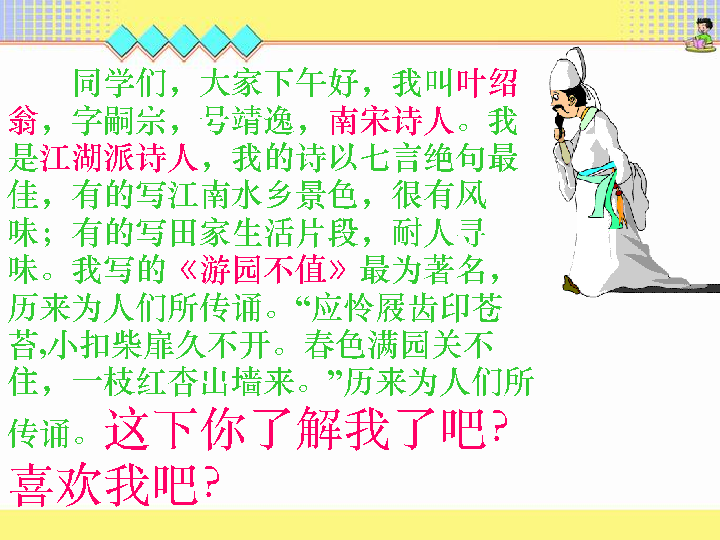 同学们，大家下午好，我叫叶绍
翁，字嗣宗，号靖逸，南宋诗人。我
是江湖派诗人，我的诗以七言绝句最
佳，有的写江南水乡景色，很有风
味；有的写田家生活片段，耐人寻
味。我写的《游园不值》最为著名，
历来为人们所传诵。“应怜屐齿印苍
苔,小扣柴扉久不开。春色满园关不
住，一枝红杏出墙来。”历来为人们所
传诵。这下你了解我了吧？
喜欢我吧？